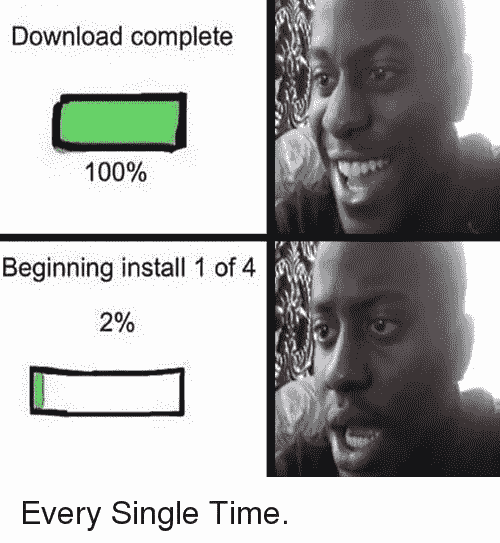 Download complete
100%
Beginning install 1 of 4
2%
Every Single Time.